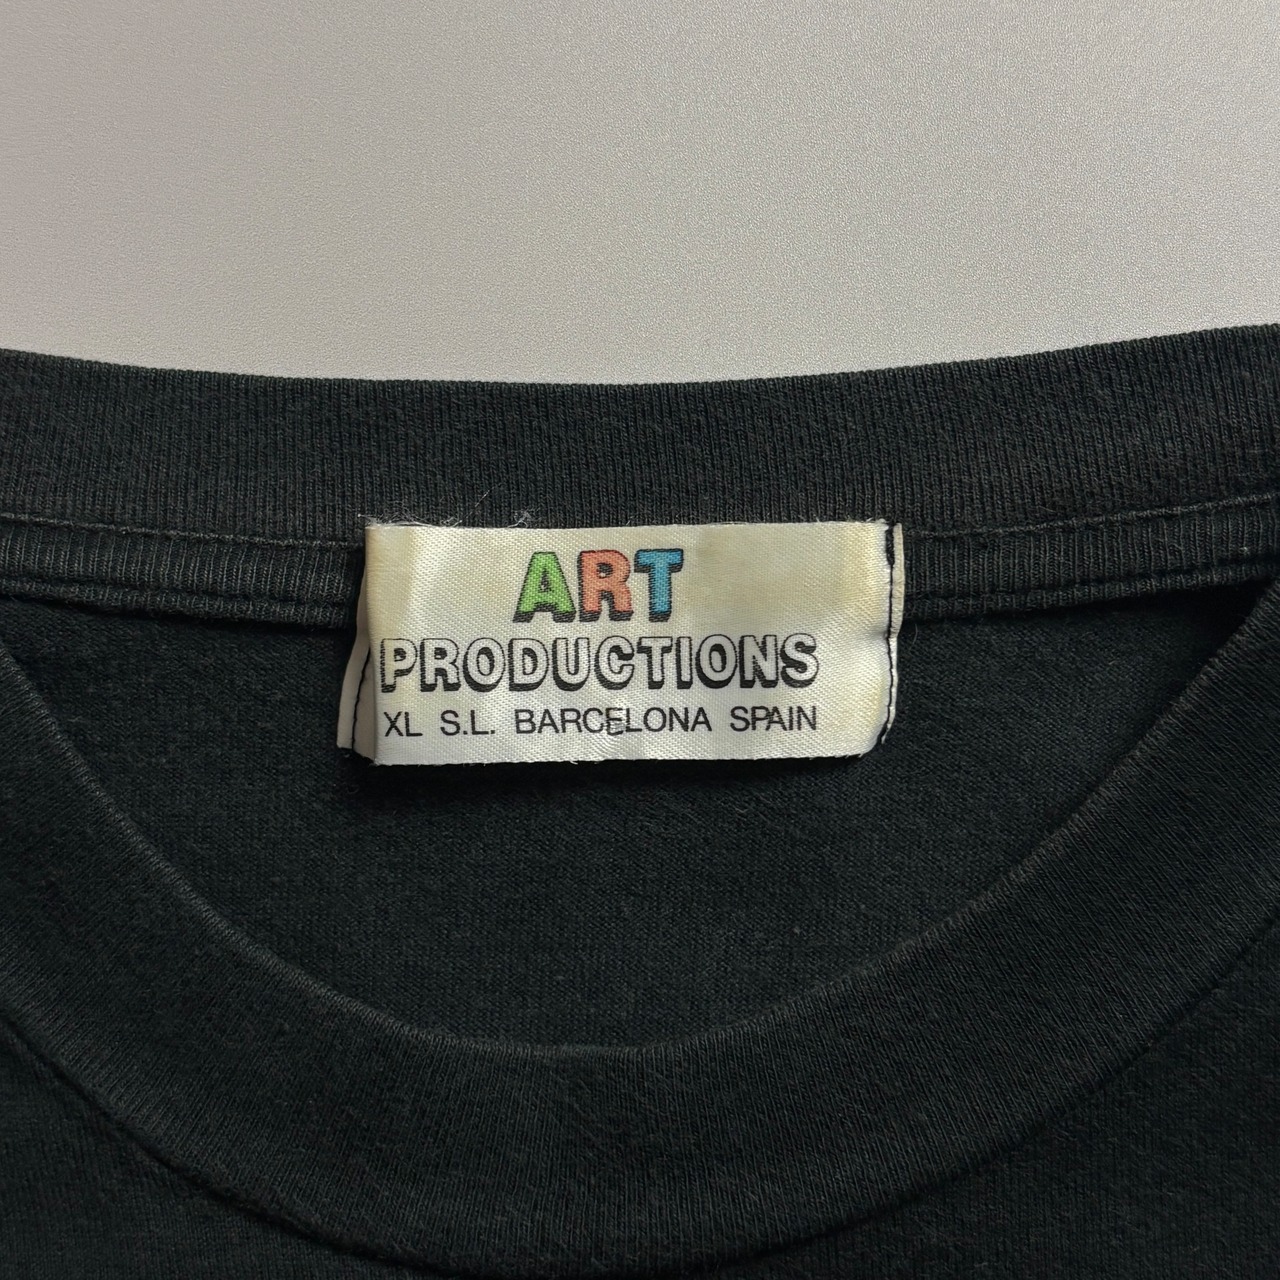 ART
PRODUCTIONS
XL S.L. BARCELONA SPAIN